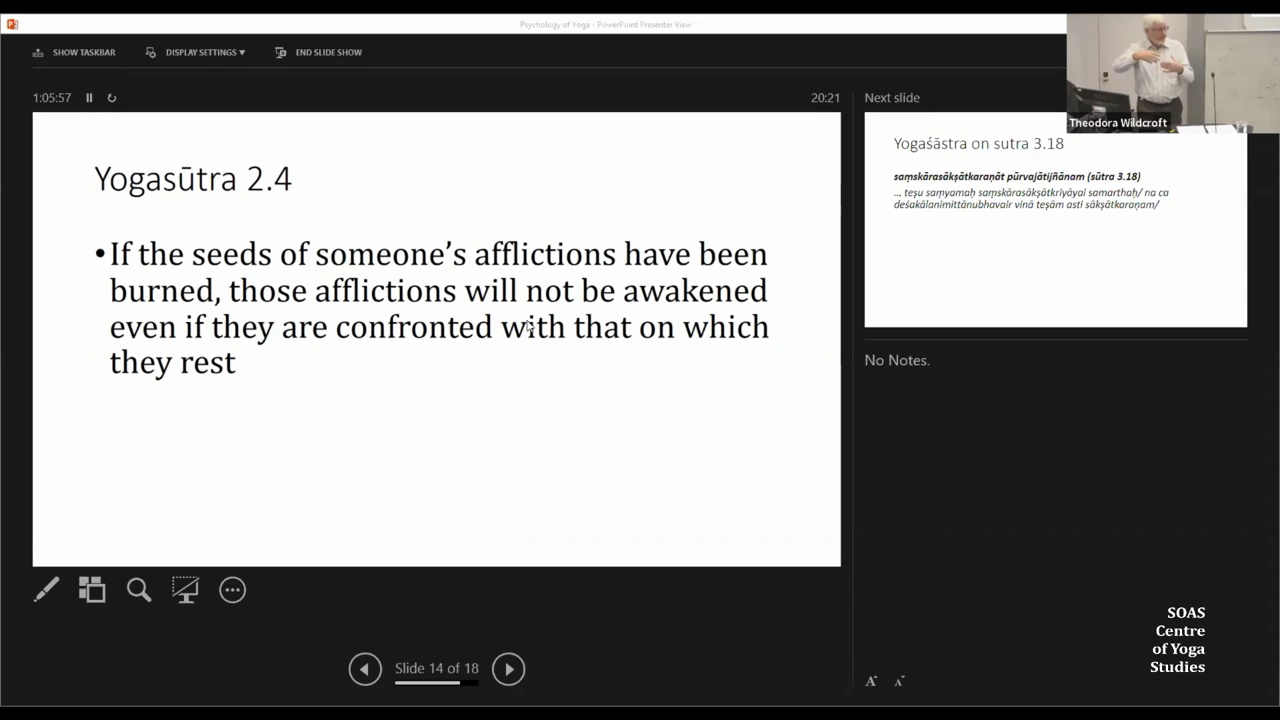 Psychology of Yoga - PowerPoint Presenter View
SHOW TASKBAR
DISPLAY SETTINGS ▼
END SLIDE SHOW
1:05:57
20:21
Next slide
Theodora Wildcroft
Yogasūtra 2.4
•If the seeds of someone’s afflictions have been
burned, those afflictions will not be awakened
even if they are confronted with that on which
they rest
Yogaśāstra on sutra 3.18
saṃskārasākṣātkaraṇāt pūrvajātijñānam (sūtra 3.18)
... teṣu saṃyamaḥ saṃskārasākṣātkriyāyai samarthaḥ/ na ca
deśakālanimittānubhavair vinā teṣām asti sākṣātkaraṇam/
No Notes.
Slide 14 of 18
SOAS
Centre
of Yoga
Studies
A A